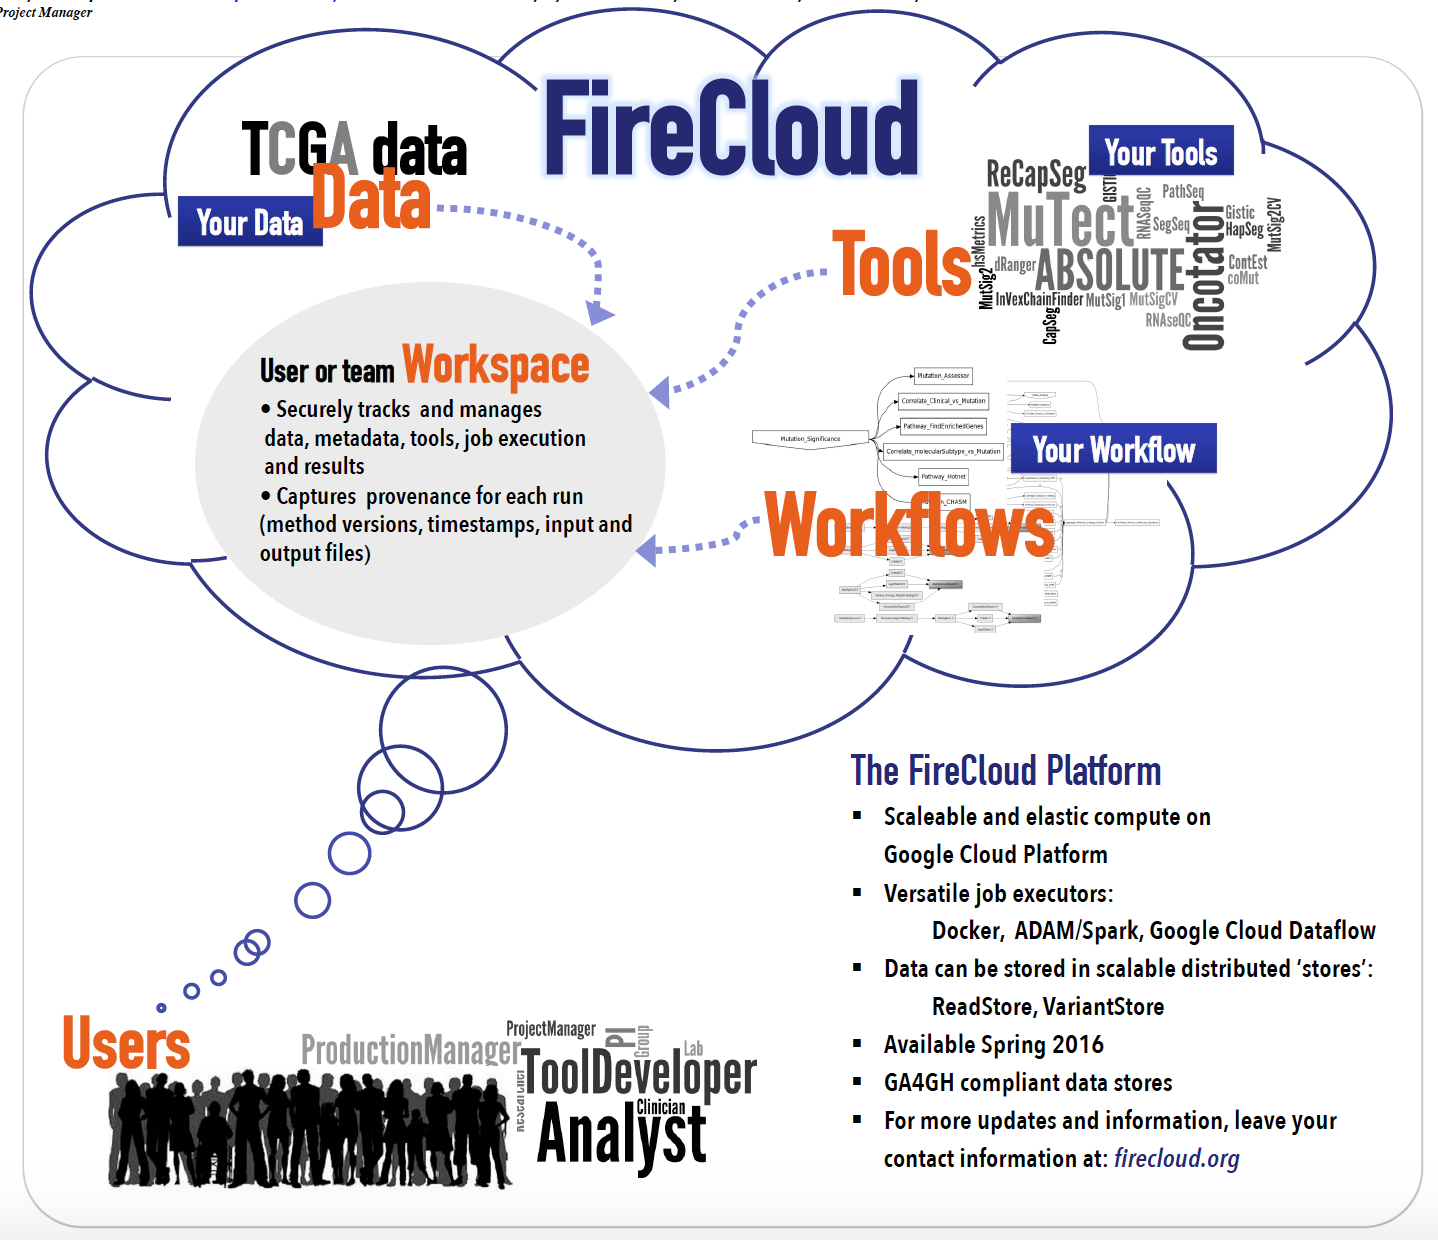 Project Manager
FireCloud
TCGA data
Data
Your Data
Your Tools
Tools
ReCapSeg
GISTIC
MuTect
RNASeqQC
PathSeq
SegSeq
Oncotator
Gistic
HapSeg
MutSig2CV
hsMetrics
dRanger
ABSOLUTE
ContEst
coMut
MutSig2
InVexChainFinder
MutSig1
MutSigCV
CapSeg
RNAseQC
User or team Workspace
• Securely tracks and manages
data, metadata, tools, job execution
and results
• Captures provenance for each run
(method versions, timestamps, input and
output files)
Mutation_Assessor
Correlate_Clinical_vs_Mutation
Pathway_FindEnrichedGenes
Mutation_Significance
Correlate_molecularSubtype_vs_Mutation
Pathway_Hotnet
CHASM
Your Workflow
Workflows
The FireCloud Platform
▪ Scaleable and elastic compute on
Google Cloud Platform
▪ Versatile job executors:
Docker, ADAM/Spark, Google Cloud Dataflow
▪ Data can be stored in scalable distributed ‘stores’:
ReadStore, VariantStore
▪ Available Spring 2016
▪ GA4GH compliant data stores
▪ For more updates and information, leave your
contact information at: firecloud.org
Users
ProductionManager
ProjectManager
PI
Group
Lab
ToolDeveloper
Clinician
Analyst